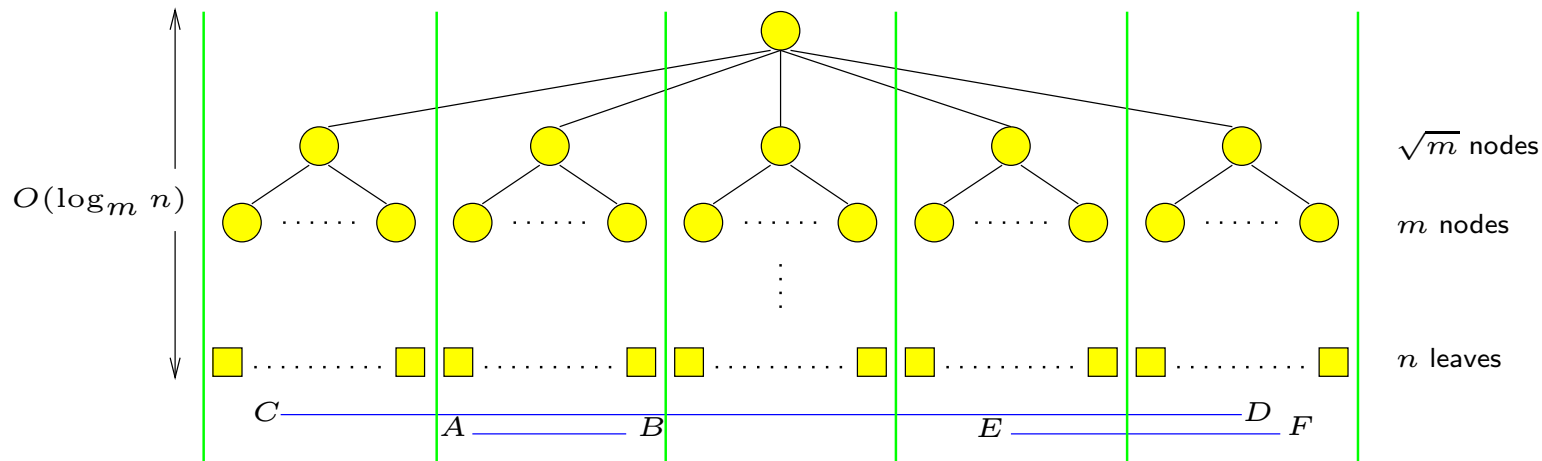 √m nodes
O(log_m n)
m nodes
n leaves
C D
A B E F